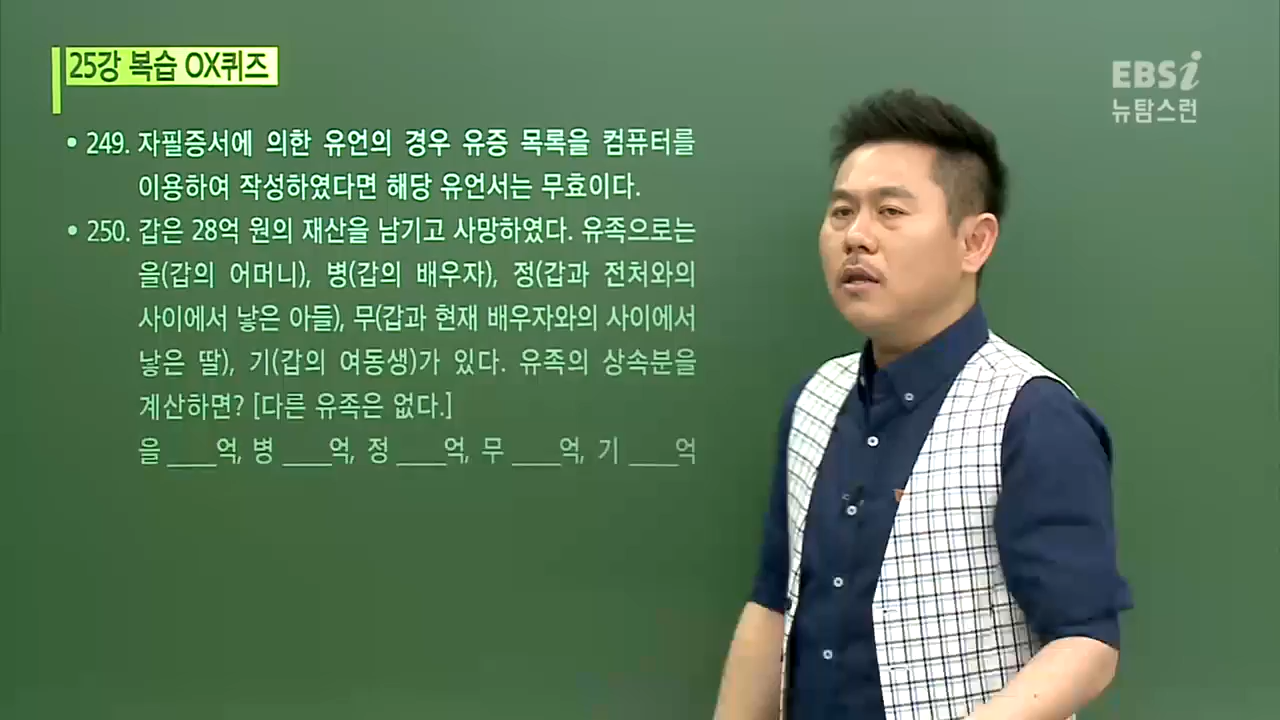 25강 복습 OX퀴즈
EBSi
뉴탐스런
• 249. 자필증서에 의한 유언의 경우 유증 목록을 컴퓨터를
이용하여 작성하였다면 해당 유언서는 무효이다.
• 250. 갑은 28억 원의 재산을 남기고 사망하였다. 유족으로는
을(갑의 어머니), 병(갑의 배우자), 정(갑과 전처와의
사이에서 낳은 아들), 무(갑과 현재 배우자와의 사이에서
낳은 딸), 기(갑의 여동생)가 있다. 유족의 상속분을
계산하면? [다른 유족은 없다.]
을 ____억, 병 ____억, 정 ____억, 무 ____억, 기 ____억